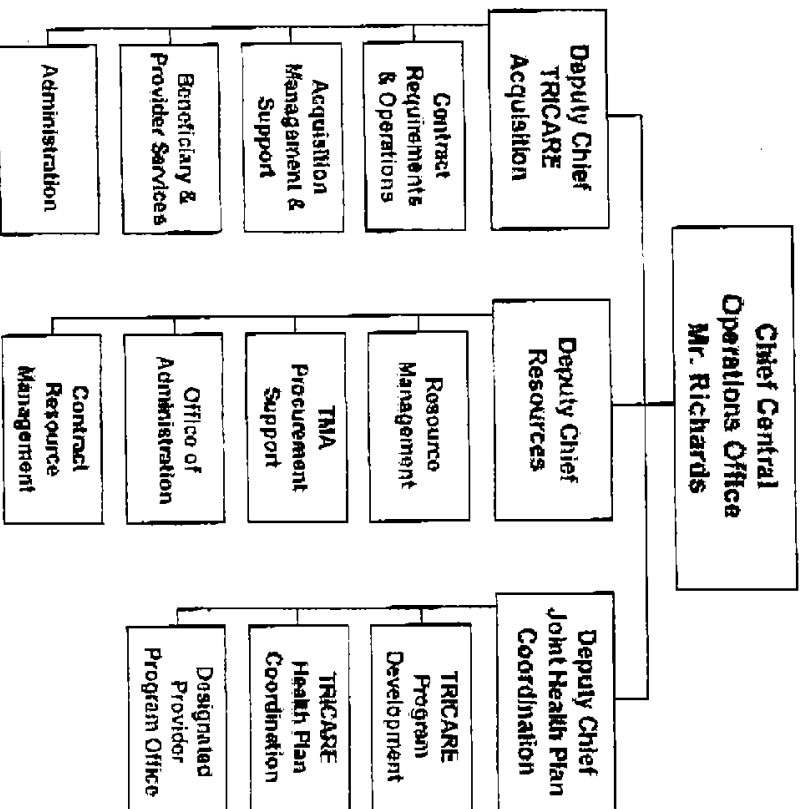 Chief Central
Operations Office
Mr. Richards
Deputy Chief
TRICARE
Acquisition
Contract
Requirements
& Operations
Acquisition
Management &
Support
Beneficiary &
Provider Services
Administration
Deputy Chief
Resources
Resource
Management
TMA
Procurement
Support
Office of
Administration
Contract
Resource
Management
Deputy Chief
Joint Health Plan
Coordination
TRICARE
Program
Development
TRICARE
Health Plan
Coordination
Designated
Provider
Program Office